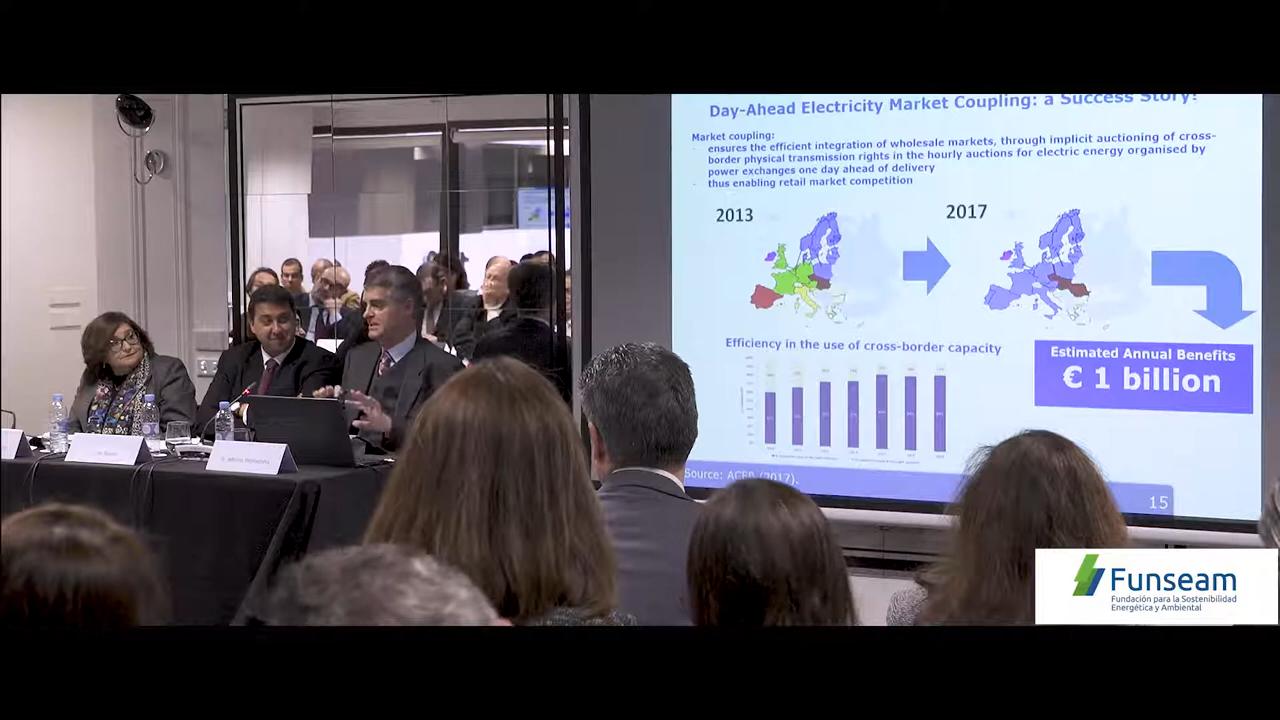 Day-Ahead Electricity Market Coupling: a Success Story!
Market coupling:
- ensures the efficient integration of wholesale markets, through implicit auctioning of cross-
border physical transmission rights in the hourly auctions for electric energy organised by
power exchanges one day ahead of delivery
- thus enabling retail market competition
2013
2017
Efficiency in the use of cross-border capacity
Estimated Annual Benefits
€ 1 billion
Source: ACER (2017).
15
Funseam
Fundación para la Sostenibilidad
Energética y Ambiental